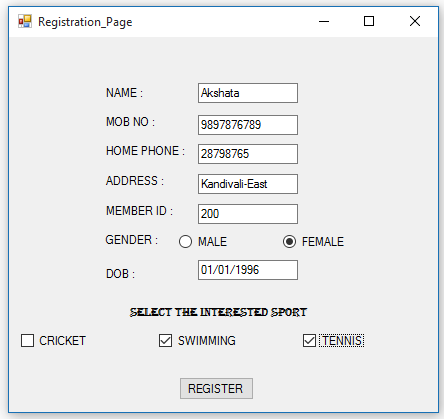 Registration_Page
NAME : Akshata
MOB NO : 9897876789
HOME PHONE : 28798765
ADDRESS : Kandivali-East
MEMBER ID : 200
GENDER : MALE FEMALE
DOB : 01/01/1996
SELECT THE INTERESTED SPORT
CRICKET SWIMMING TENNIS
REGISTER